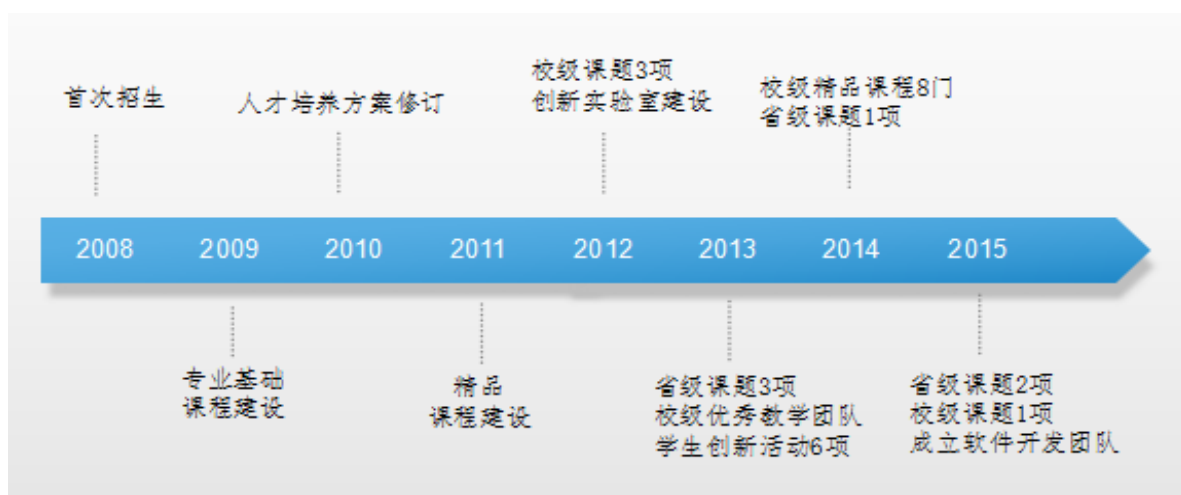 首次招生
人才培养方案修订
校级课题3项
创新实验室建设
校级精品课程8门
省级课题1项
2008 2009 2010 2011 2012 2013 2014 2015
专业基础
课程建设
精品
课程建设
省级课题3项
校级优秀教学团队
学生创新活动6项
省级课题2项
校级课题1项
成立软件开发团队